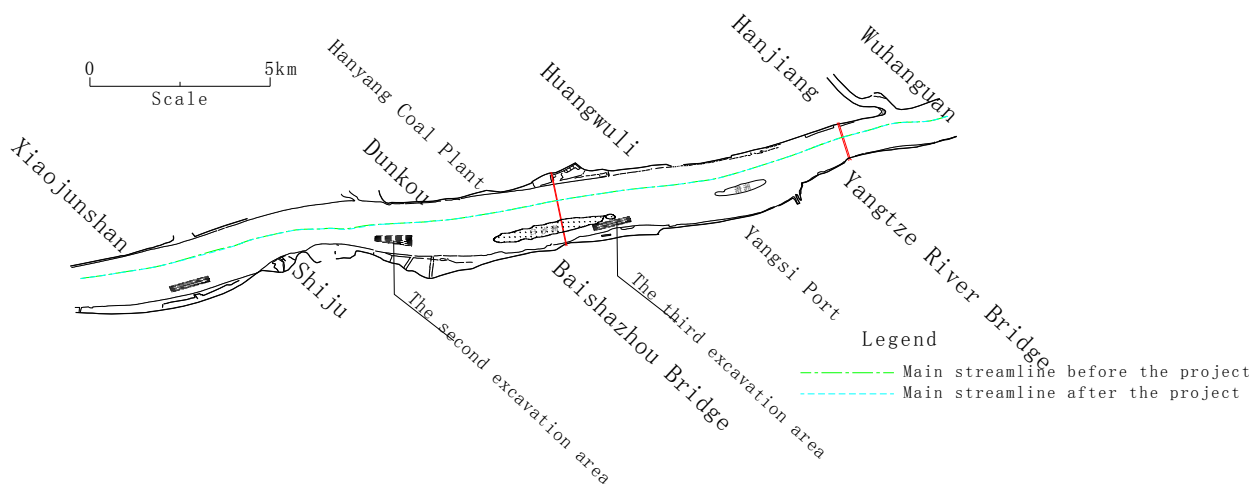 0 5km
Scale
Xiaojunshan
Hanyang Coal Plant
Dunkou
Huangwuli
Hanjiang
Wuhanguan
Shiju
The second excavation area
Baishazhou Bridge
The third excavation area
Yangsi Port
Yangtze River Bridge
Legend
Main streamline before the project
Main streamline after the project